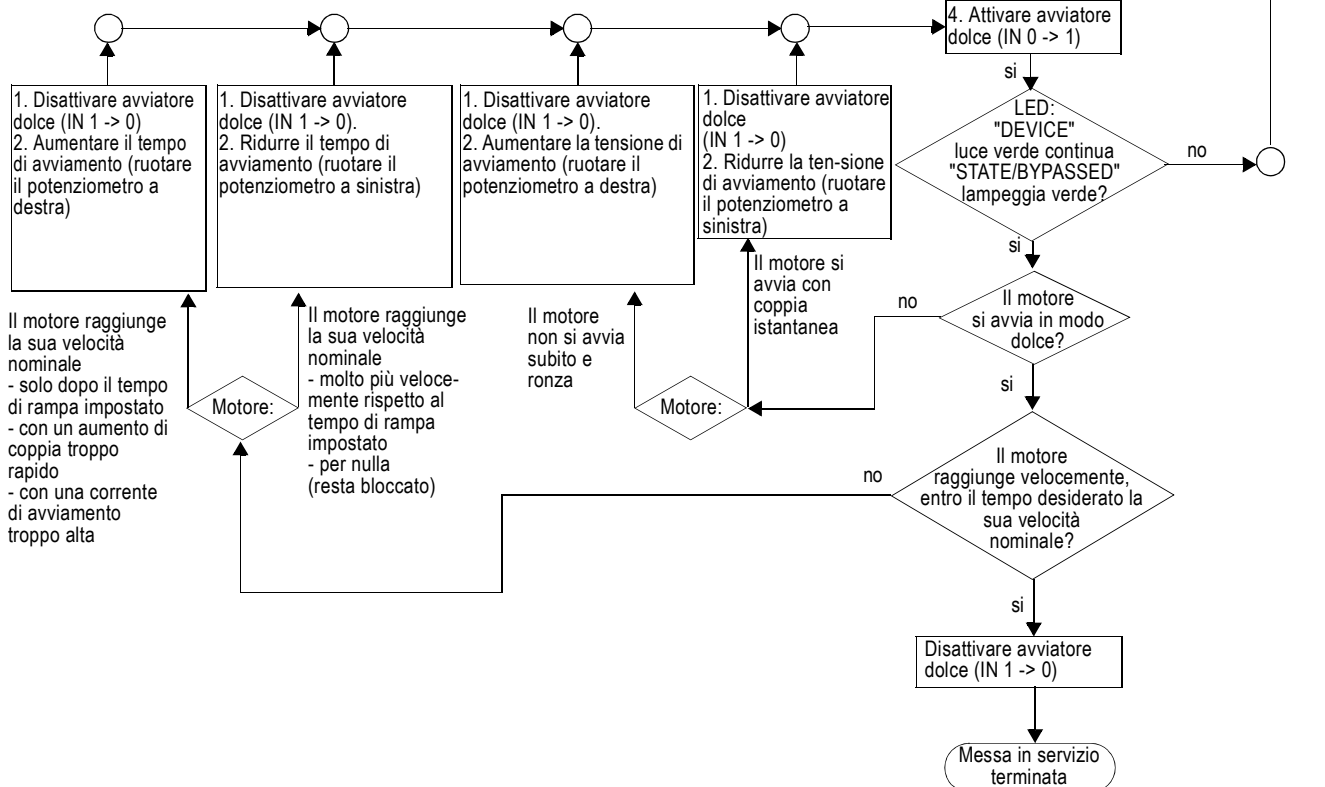 4. Attivare avviatore
dolce (IN 0 -> 1)
si
1. Disattivare avviatore
dolce (IN 1 -> 0)
2. Aumentare il tempo
di avviamento (ruotare
il potenziometro a
destra)
1. Disattivare avviatore
dolce (IN 1 -> 0).
2. Ridurre il tempo di
avviamento (ruotare il
potenziometro a sinistra)
1. Disattivare avviatore
dolce (IN 1 -> 0).
2. Aumentare la tensione di
avviamento (ruotare il
potenziometro a destra)
1. Disattivare avviatore
dolce
(IN 1 -> 0)
2. Ridurre la ten-sione
di avviamento (ruotare
il potenziometro a
sinistra)
LED:
"DEVICE"
luce verde continua
"STATE/BYPASSED"
lampeggia verde?
no
si
Il motore raggiunge
la sua velocità
nominale
- solo dopo il tempo
di rampa impostato
- con un aumento di
coppia troppo
rapido
- con una corrente
di avviamento
troppo alta
Motore:
Il motore raggiunge
la sua velocità
nominale
- molto più veloce-
mente rispetto al
tempo di rampa
impostato
- per nulla
(resta bloccato)
Il motore
non si avvia
subito e
ronza
Motore:
Il motore si
avvia con
coppia
istantanea
no
Il motore
si avvia in modo
dolce?
si
no
Il motore
raggiunge velocemente,
entro il tempo desiderato la
sua velocità
nominale?
si
Disattivare avviatore
dolce (IN 1 -> 0)
Messa in servizio
terminata